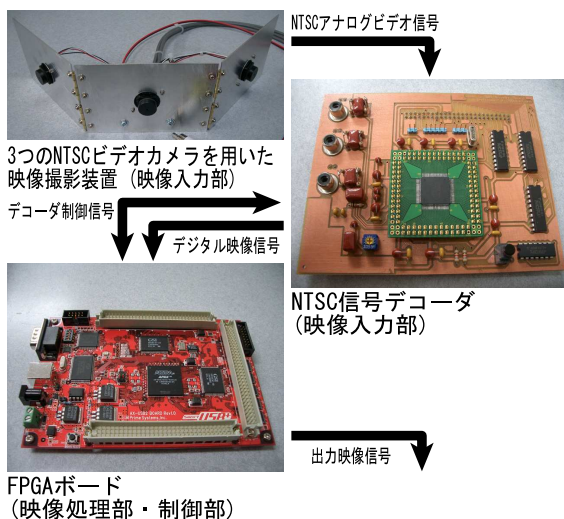 NTSCアナログビデオ信号
3つのNTSCビデオカメラを用いた
映像撮影装置（映像入力部）
デコーダ制御信号
デジタル映像信号
NTSC信号デコーダ
（映像入力部）
出力映像信号
FPGAボード
（映像処理部・制御部）